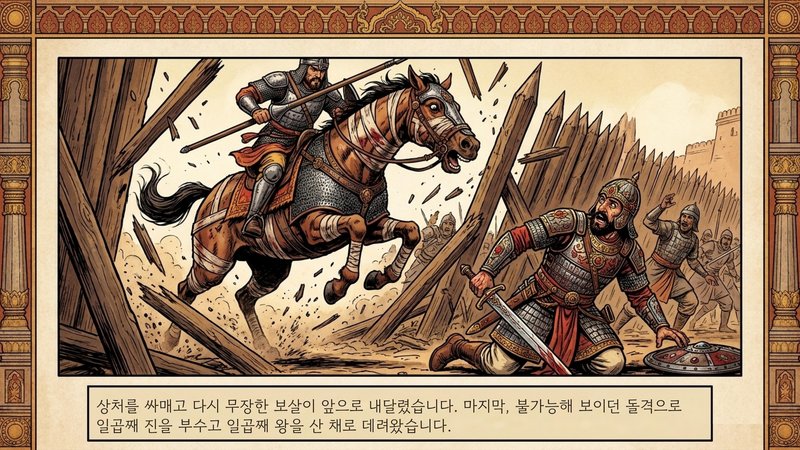 상처를 싸매고 다시 무장한 보살이 앞으로 내달렸습니다. 마지막, 불가능해 보이던 돌격으로
일곱째 진을 부수고 일곱째 왕을 산 채로 데려왔습니다.